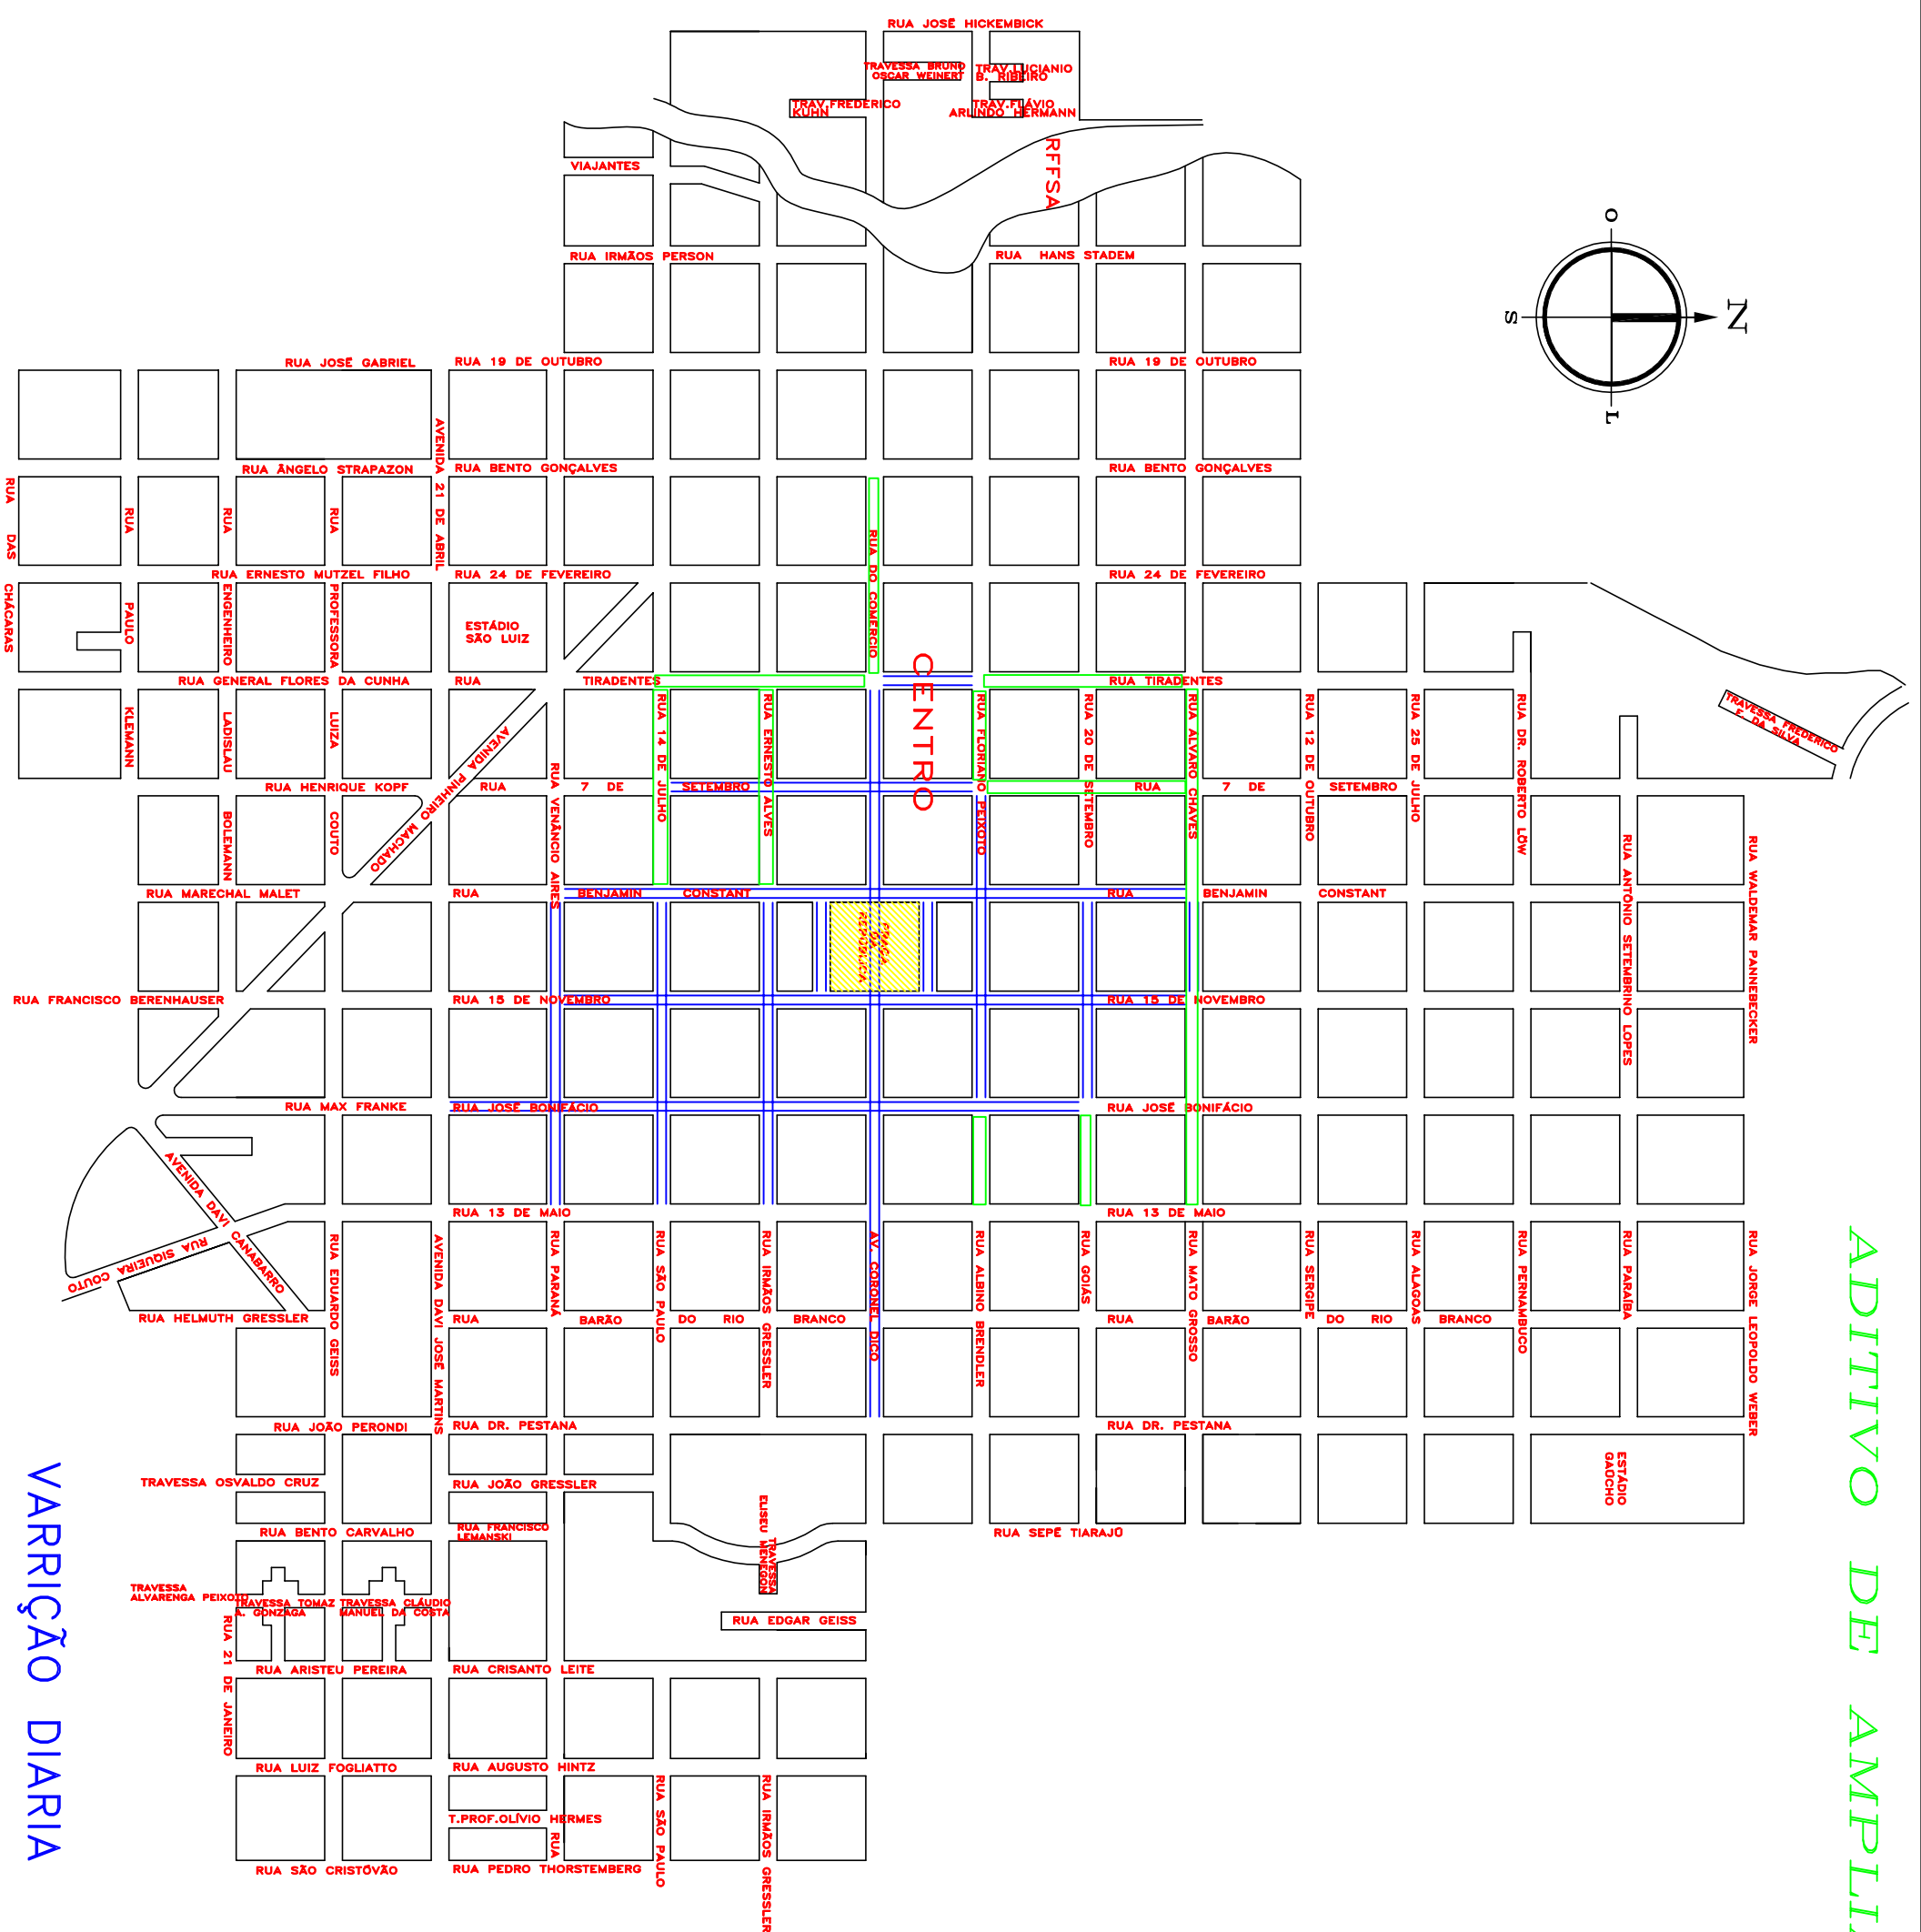 RUA JOSÉ HICKEMBICK
TRAVESSA BRUNO
OSCAR WEINERT
TRAV.LUCIANIO
B. RIBEIRO
TRAV.FREDERICO
KUHN
TRAV.FLÁVIO
ARLINDO HERMANN
RFFSA
VIAJANTES
RUA IRMÃOS PERSON
RUA HANS STADEM
O
N
S
L
RUA JOSÉ GABRIEL
RUA 19 DE OUTUBRO
RUA 19 DE OUTUBRO
AVENIDA 21 DE ABRIL
RUA ÂNGELO STRAPAZON
RUA BENTO GONÇALVES
RUA BENTO GONÇALVES
RUA DAS CHÁCARAS
RUA PAULO KLEMANN
RUA ENGENHEIRO LADISLAU BOLEMANN
RUA PROFESSORA LUIZA COUTO
RUA DO COMERCIO
RUA ERNESTO MUTZEL FILHO
RUA 24 DE FEVEREIRO
RUA 24 DE FEVEREIRO
ESTÁDIO
SÃO LUIZ
CENTRO
RUA GENERAL FLORES DA CUNHA
RUA TIRADENTES
RUA TIRADENTES
AVENIDA PINHEIRO MACHADO
RUA VENÂNCIO AIRES
RUA 14 DE JULHO
RUA ERNESTO ALVES
RUA FLORIANO PEIXOTO
RUA 20 DE SETEMBRO
RUA ALVARO CHAVES
RUA 12 DE OUTUBRO
RUA 25 DE JULHO
RUA DR. ROBERTO LÖW
RUA ANTÔNIO SETEMBRINO LOPES
RUA WALDEMAR PANNEBECKER
TRAVESSA FREDERICO
E. DA SILVA
RUA HENRIQUE KOPF
RUA 7 DE SETEMBRO
RUA 7 DE SETEMBRO
RUA MARECHAL MALET
RUA BENJAMIN CONSTANT
RUA BENJAMIN CONSTANT
PRAÇA
DA
REPÚBLICA
RUA FRANCISCO BERENHAUSER
RUA 15 DE NOVEMBRO
RUA 15 DE NOVEMBRO
RUA MAX FRANKE
RUA JOSÉ BONIFÁCIO
RUA JOSÉ BONIFÁCIO
AVENIDA DAVI CANABARRO
RUA SIQUEIRA COUTO
RUA 13 DE MAIO
RUA 13 DE MAIO
RUA EDUARDO GEISS
AVENIDA DAVI JOSÉ MARTINS
RUA PARANÁ
RUA SÃO PAULO
RUA IRMÃOS GRESSLER
AV. CORONEL DICO
RUA ALBINO BRENDLER
RUA GOIÁS
RUA MATO GROSSO
RUA SERGIPE
RUA ALAGOAS
RUA PERNAMBUCO
RUA PARAÍBA
RUA JORGE LEOPOLDO WEBER
RUA HELMUTH GRESSLER
RUA BARÃO DO RIO BRANCO
RUA BARÃO DO RIO BRANCO
RUA JOÃO PERONDI
RUA DR. PESTANA
RUA DR. PESTANA
ESTÁDIO
GAÚCHO
TRAVESSA OSVALDO CRUZ
RUA JOÃO GRESSLER
RUA BENTO CARVALHO
RUA FRANCISCO
LEMANSKI
TRAVESSA
ELISEU MENEGON
RUA SEPÉ TIARAJÚ
TRAVESSA
ALVARENGA PEIXOTO
TRAVESSA TOMAZ
A. GONZAGA
TRAVESSA CLÁUDIO
MANUEL DA COSTA
RUA EDGAR GEISS
RUA 21 DE JANEIRO
RUA ARISTEU PEREIRA
RUA CRISANTO LEITE
RUA LUIZ FOGLIATTO
RUA AUGUSTO HINTZ
T.PROF.OLÍVIO HERMES
RUA
RUA SÃO PAULO
RUA IRMÃOS GRESSLER
RUA SÃO CRISTÓVÃO
RUA PEDRO THORSTEMBERG
VARRIÇÃO DIARIA
ADITIVO DE AMPLI